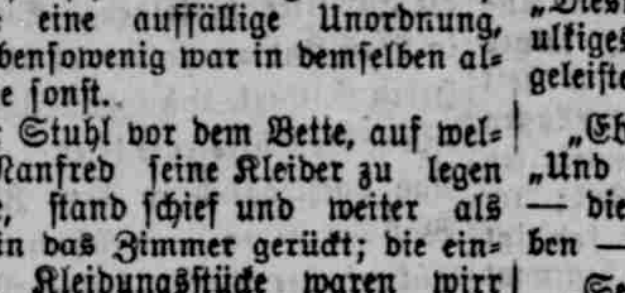 eine auffällige Unordnung,
bensowenig war in demselben al-
e sonst.
Stuhl vor dem Bette, auf wel-
Manfred seine Kleider zu legen
, stand schief und weiter als
in das Zimmer gerückt; die ein-
Kleidungsstücke waren wirr
ulkiges
geleiste
„Eh
„Und
— die
ben —